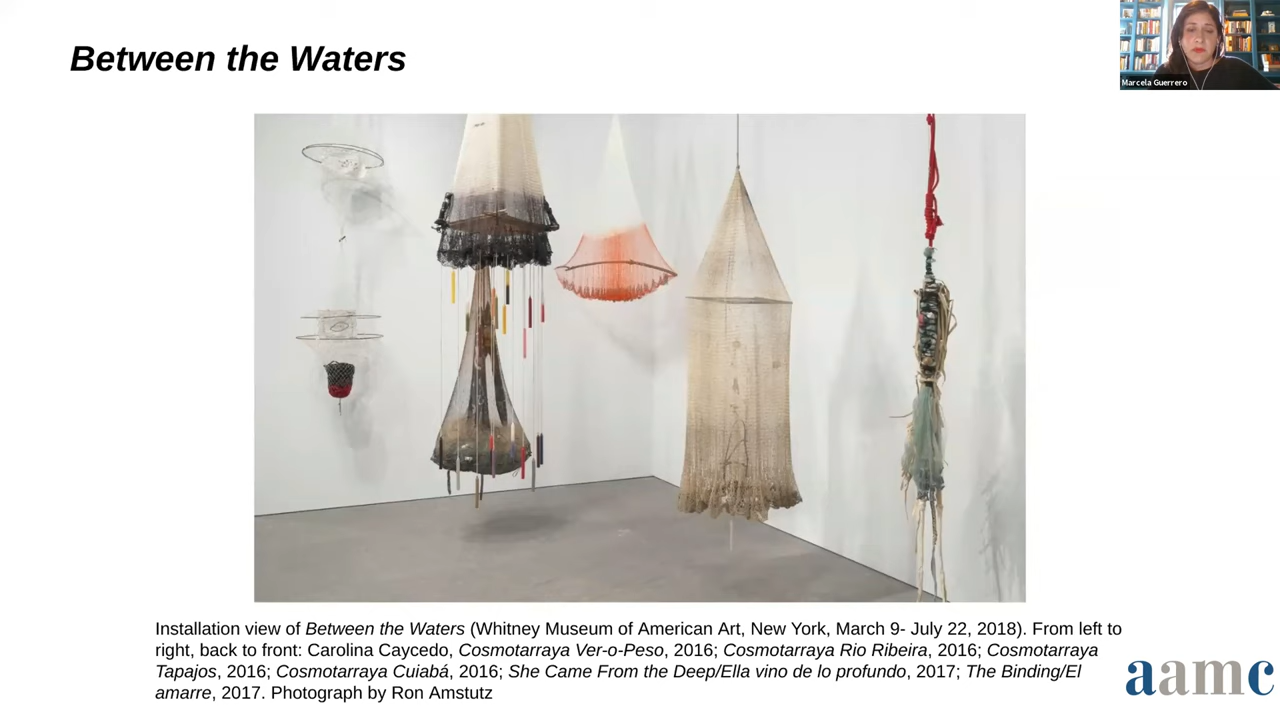 Between the Waters
Marcela Guerrero
Installation view of Between the Waters (Whitney Museum of American Art, New York, March 9- July 22, 2018). From left to
right, back to front: Carolina Caycedo, Cosmotarraya Ver-o-Peso, 2016; Cosmotarraya Rio Ribeira, 2016; Cosmotarraya
Tapajos, 2016; Cosmotarraya Cuiabá, 2016; She Came From the Deep/Ella vino de lo profundo, 2017; The Binding/El
amarre, 2017. Photograph by Ron Amstutz
aamc